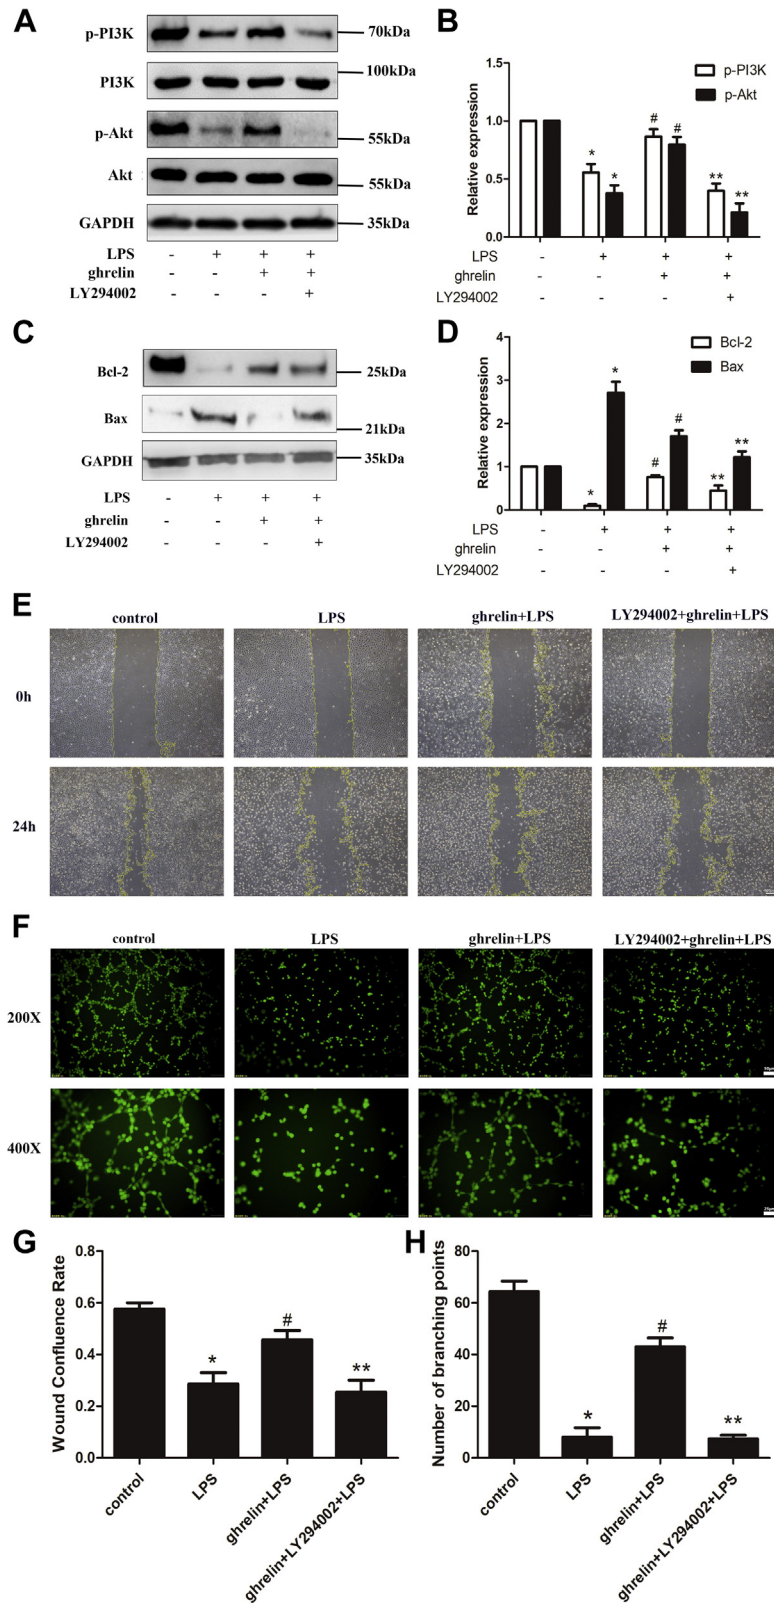 A
p-PI3K
70kDa
100kDa
PI3K
p-Akt
55kDa
Akt
55kDa
GAPDH
35kDa
LPS - + + +
ghrelin - - + +
LY294002 - - - +
B
Relative expression
1.0
0.5
0.0
p-PI3K
p-Akt
* * # # ** **
LPS - + + +
ghrelin - - + +
LY294002 - - - +
C
Bcl-2
25kDa
Bax
21kDa
GAPDH
35kDa
LPS - + + +
ghrelin - - + +
LY294002 - - - +
D
Relative expression
4
3
2
1
0
Bcl-2
Bax
* * # # ** **
LPS - + + +
ghrelin - - + +
LY294002 - - - +
E
control LPS ghrelin+LPS LY294002+ghrelin+LPS
0h
24h
F
control LPS ghrelin+LPS LY294002+ghrelin+LPS
200X
50μm
400X
25μm
G
Wound Confluence Rate
0.8
0.6
0.4
0.2
0.0
* # **
control
LPS
ghrelin+LPS
ghrelin+LY294002+LPS
H
Number of branching points
80
60
40
20
0
* # **
control
LPS
ghrelin+LPS
ghrelin+LY294002+LPS